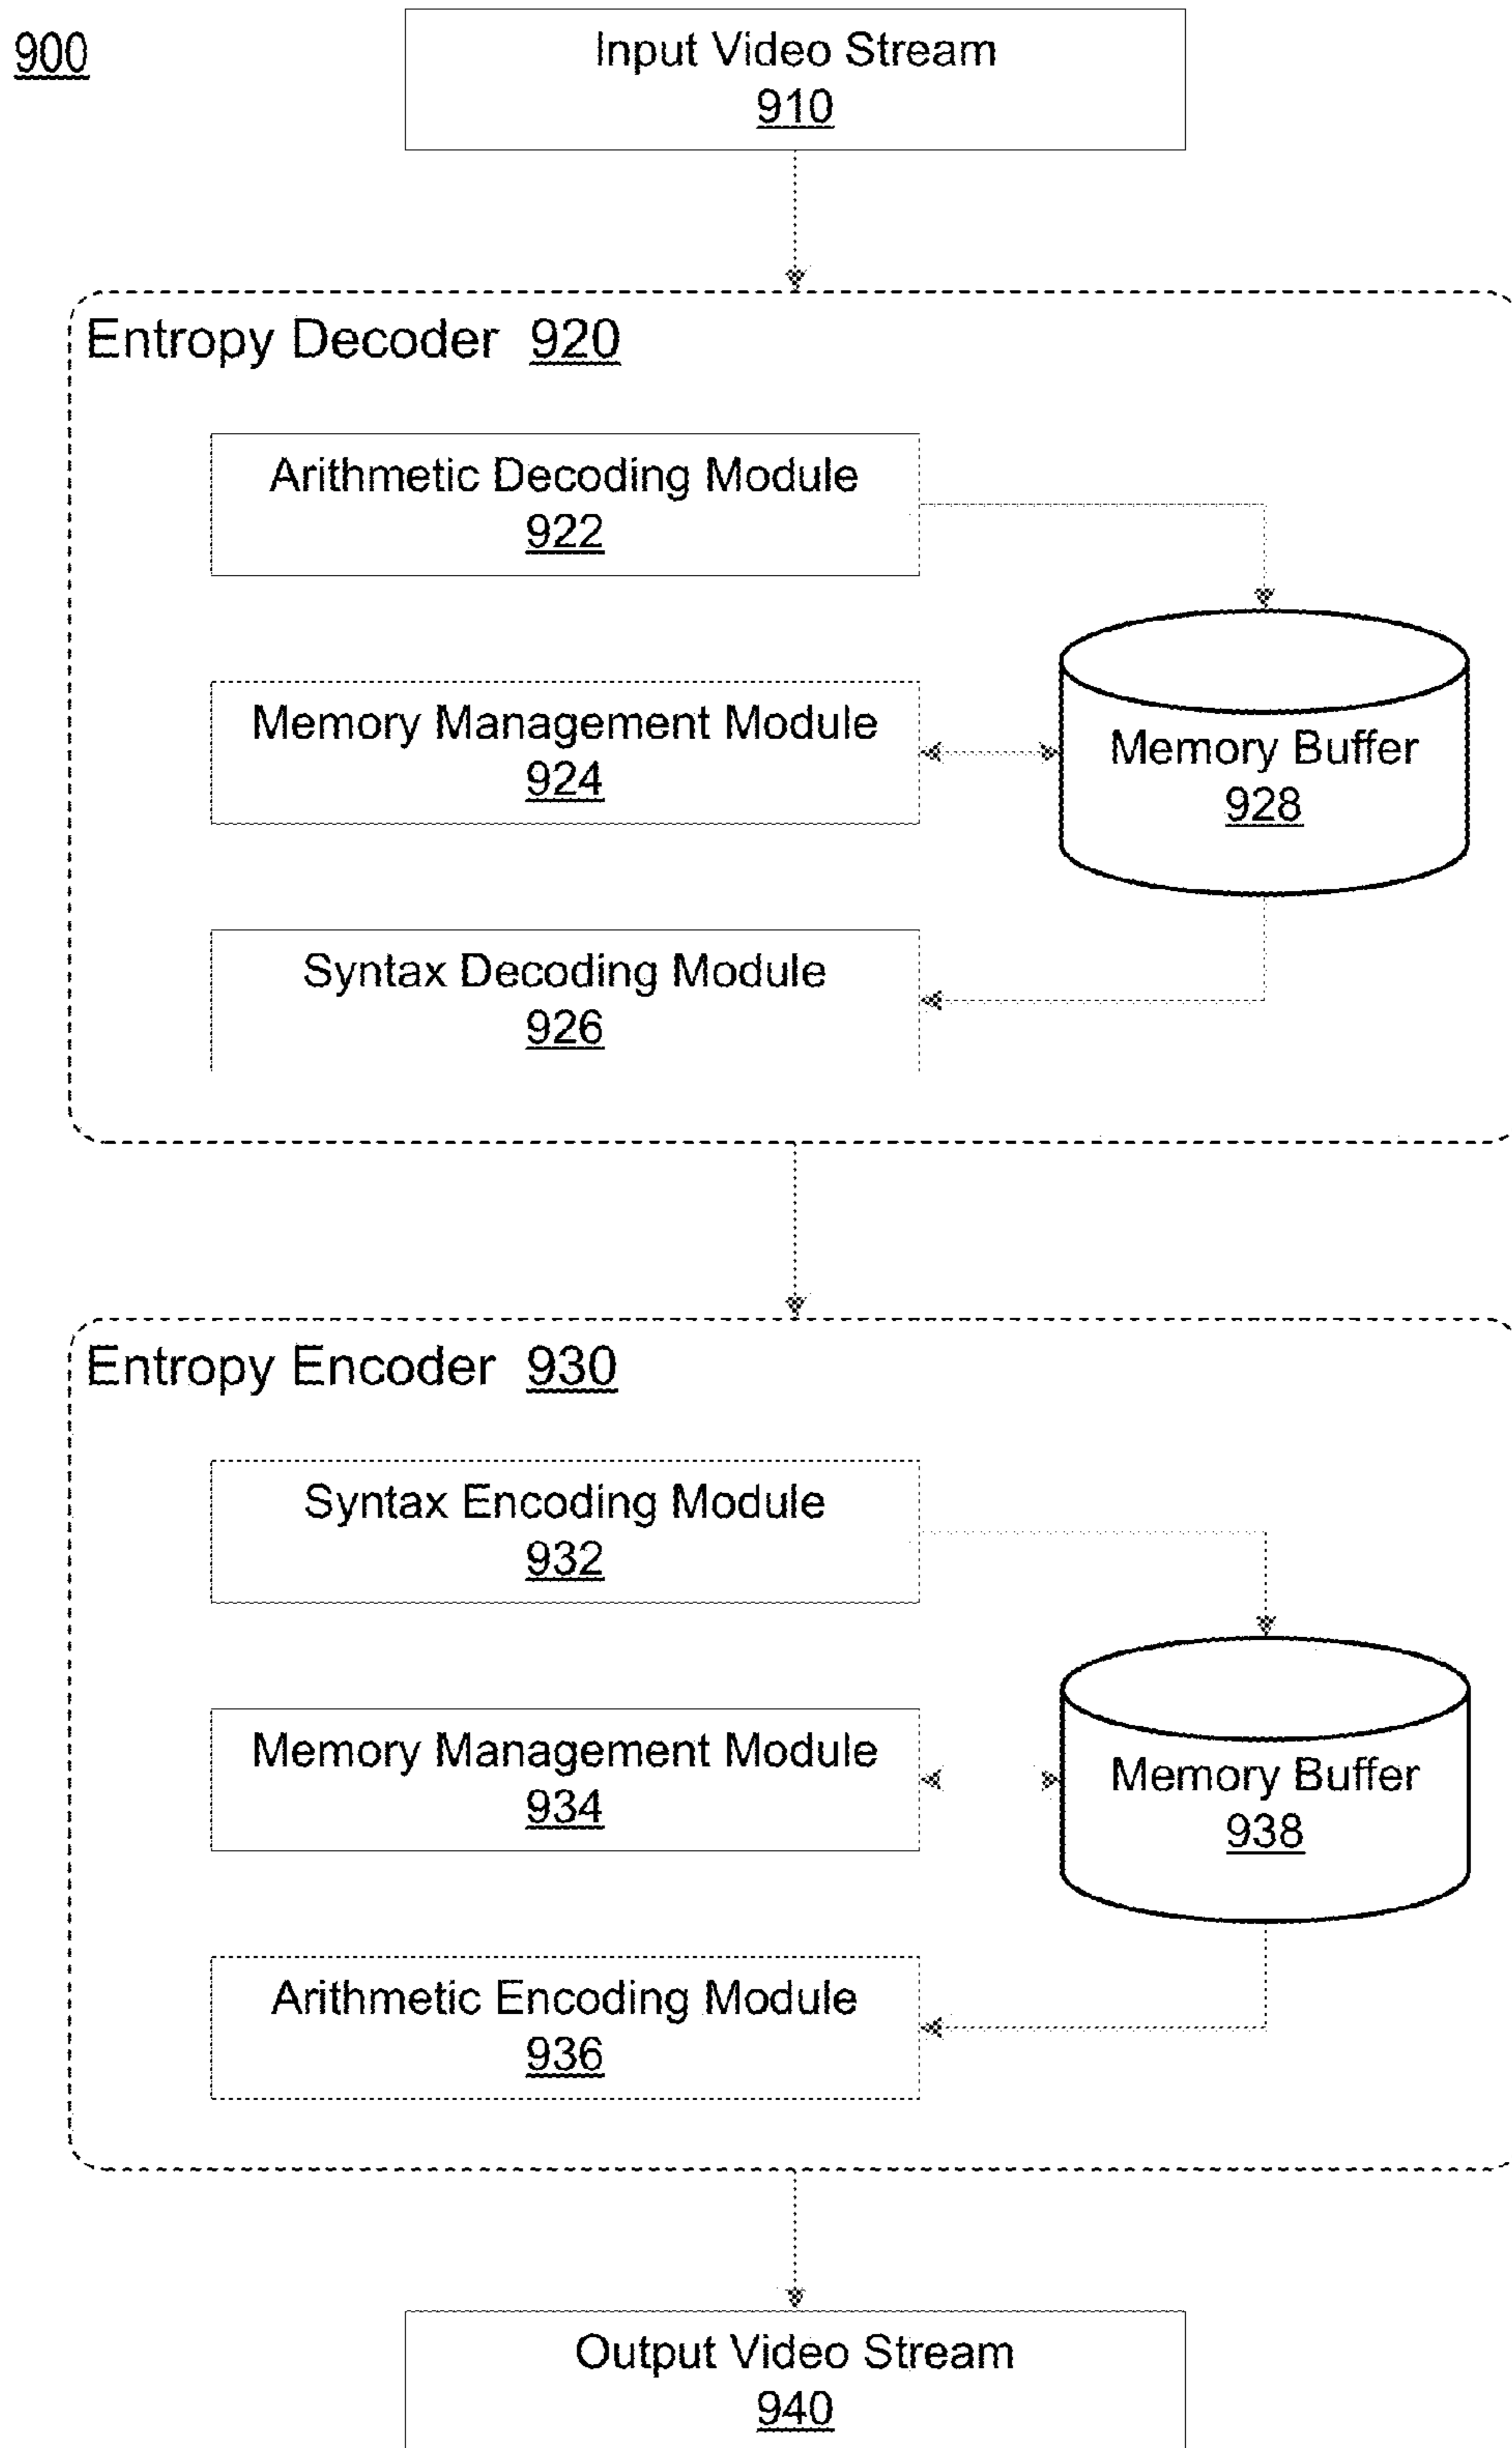 900
Input Video Stream
910
Entropy Decoder 920
Arithmetic Decoding Module
922
Memory Management Module
924
Memory Buffer
928
Syntax Decoding Module
926
Entropy Encoder 930
Syntax Encoding Module
932
Memory Management Module
934
Memory Buffer
938
Arithmetic Encoding Module
936
Output Video Stream
940